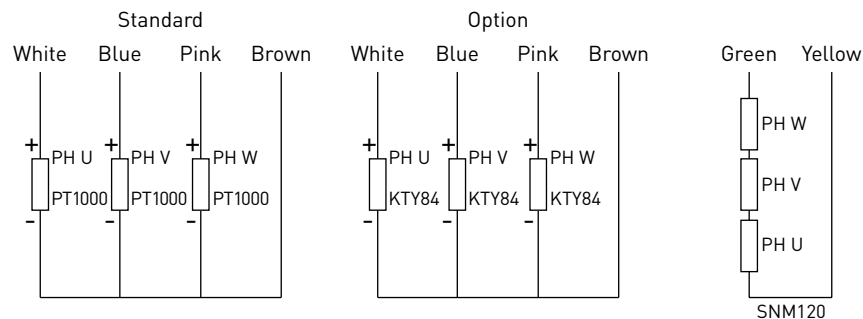 Standard Option
White Blue Pink Brown White Blue Pink Brown Green Yellow
+ + + + + + PH W
PH U PH V PH W PH U PH V PH W
PH V
PT1000 PT1000 PT1000 KTY84 KTY84 KTY84
- - - - - - PH U
SNM120